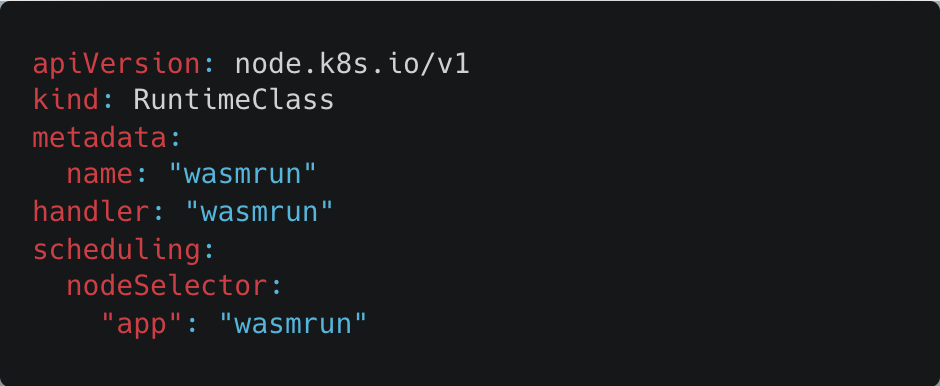 apiVersion: node.k8s.io/v1
kind: RuntimeClass
metadata:
  name: "wasmrun"
handler: "wasmrun"
scheduling:
  nodeSelector:
    "app": "wasmrun"